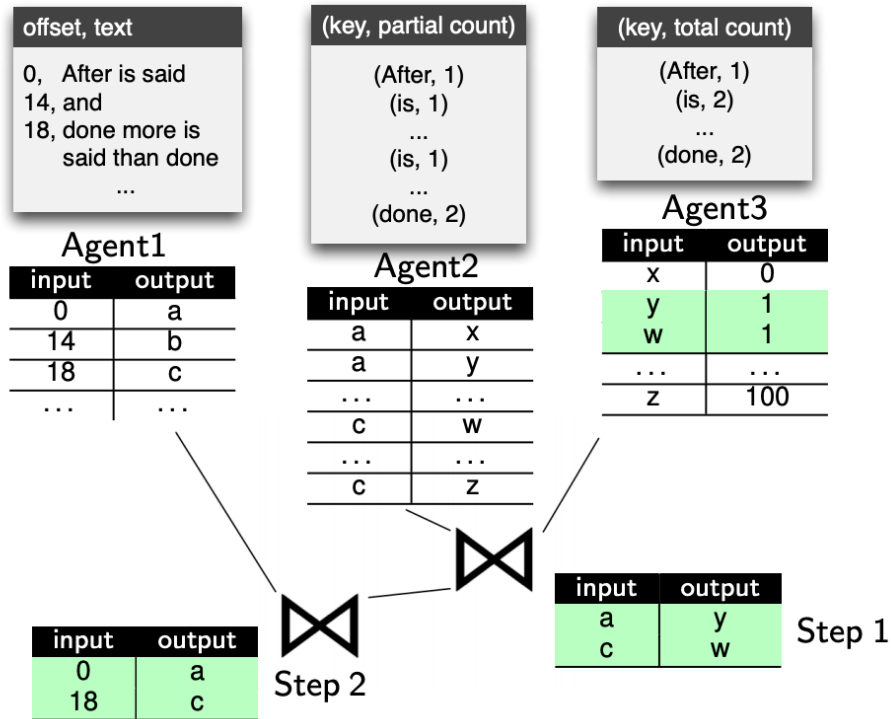 offset, text
0, After is said
14, and
18, done more is
said than done
...
Agent1
input output
0 a
14 b
18 c
... ...
(key, partial count)
(After, 1)
(is, 1)
...
(is, 1)
...
(done, 2)
Agent2
input output
a x
a y
... ...
c w
... ...
c z
(key, total count)
(After, 1)
(is, 2)
...
(done, 2)
Agent3
input output
x 0
y 1
w 1
... ...
z 100
input output
a y
c w
Step 1
input output
0 a
18 c
Step 2